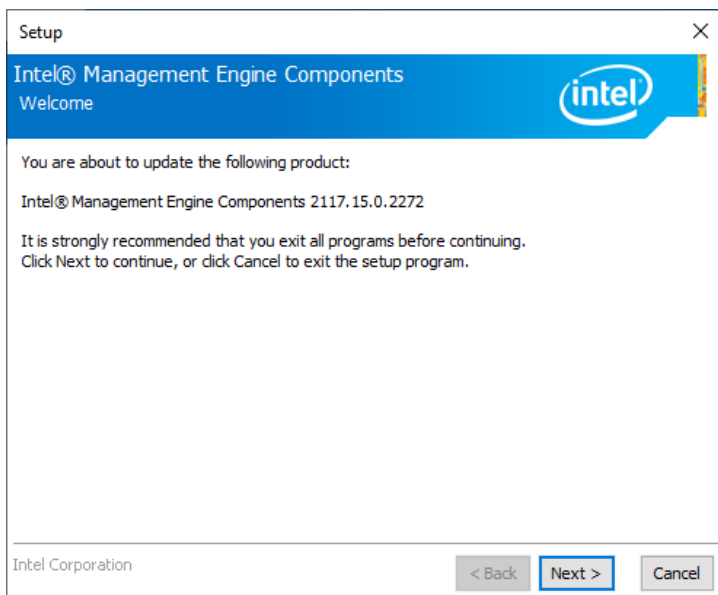 Setup
Intel® Management Engine Components
Welcome
intel
You are about to update the following product:
Intel® Management Engine Components 2117.15.0.2272
It is strongly recommended that you exit all programs before continuing.
Click Next to continue, or click Cancel to exit the setup program.
Intel Corporation
< Back Next > Cancel